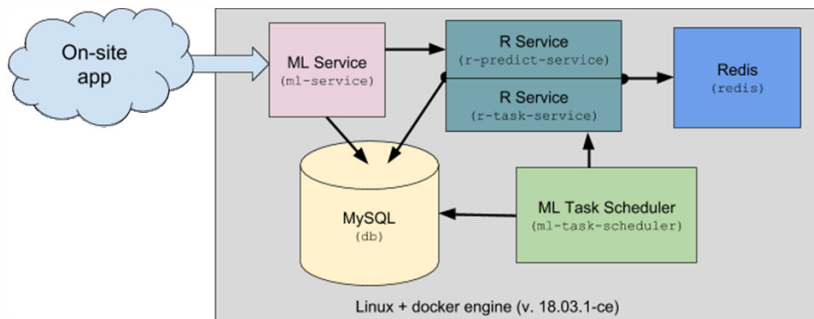 On-site
app
ML Service
(ml-service)
R Service
(r-predict-service)
R Service
(r-task-service)
Redis
(redis)
MySQL
(db)
ML Task Scheduler
(ml-task-scheduler)
Linux + docker engine (v. 18.03.1-ce)